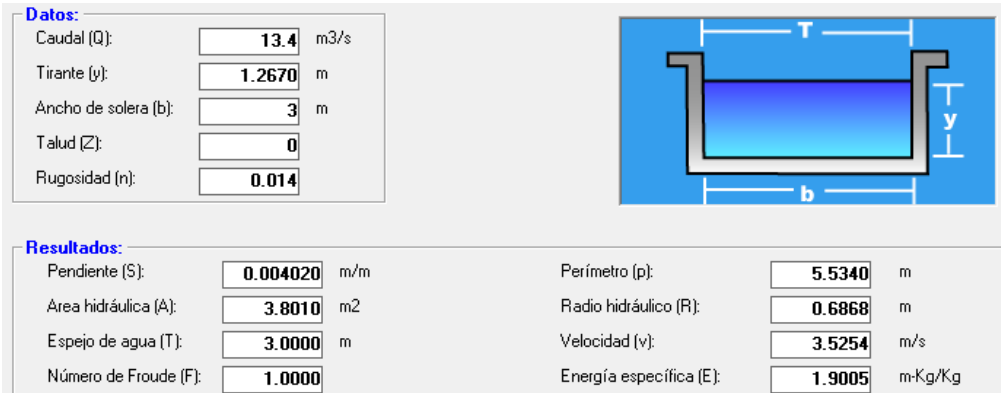 Datos:
Caudal (Q): 13.4 m3/s
Tirante (y): 1.2670 m
Ancho de solera (b): 3 m
Talud (Z): 0
Rugosidad (n): 0.014
T
y
b
Resultados:
Pendiente (S): 0.004020 m/m Perímetro (p): 5.5340 m
Area hidráulica (A): 3.8010 m2 Radio hidráulico (R): 0.6868 m
Espejo de agua (T): 3.0000 m Velocidad (v): 3.5254 m/s
Número de Froude (F): 1.0000 Energía específica (E): 1.9005 m-Kg/Kg